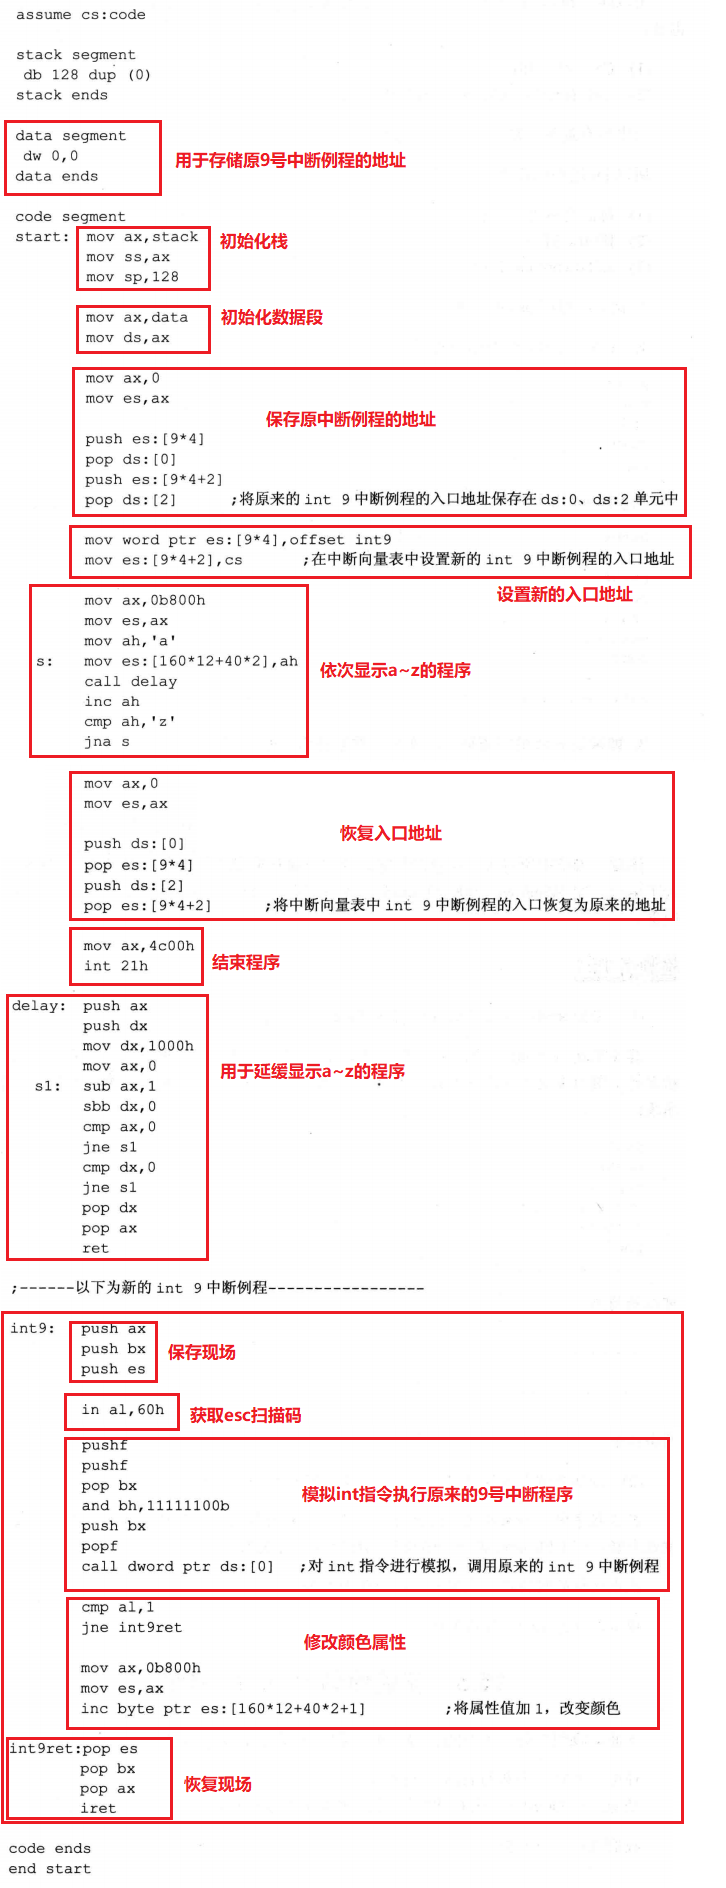 assume cs:code
stack segment
db 128 dup (0)
stack ends
data segment
dw 0,0
data ends
用于存储原9号中断例程的地址
code segment
start: mov ax,stack
mov ss,ax
mov sp,128
初始化栈
mov ax,data
mov ds,ax
初始化数据段
mov ax,0
mov es,ax
保存原中断例程的地址
push es:[9*4]
pop ds:[0]
push es:[9*4+2]
pop ds:[2] ;将原来的 int 9 中断例程的入口地址保存在 ds:0、ds:2 单元中
mov word ptr es:[9*4],offset int9
mov es:[9*4+2],cs ;在中断向量表中设置新的 int 9 中断例程的入口地址
设置新的入口地址
mov ax,0b800h
mov es,ax
mov ah,'a'
s: mov es:[160*12+40*2],ah
依次显示a~z的程序
call delay
inc ah
cmp ah,'z'
jna s
mov ax,0
mov es,ax
恢复入口地址
push ds:[0]
pop es:[9*4]
push ds:[2]
pop es:[9*4+2] ;将中断向量表中 int 9 中断例程的入口恢复为原来的地址
mov ax,4c00h
int 21h
结束程序
delay: push ax
push dx
mov dx,1000h
mov ax,0
用于延缓显示a~z的程序
s1: sub ax,1
sbb dx,0
cmp ax,0
jne s1
cmp dx,0
jne s1
pop dx
pop ax
ret
;------以下为新的 int 9 中断例程-----------------
int9: push ax
push bx
push es
保存现场
in al,60h
获取esc扫描码
pushf
pushf
pop bx
模拟int指令执行原来的9号中断程序
and bh,11111100b
push bx
popf
call dword ptr ds:[0] ;对 int 指令进行模拟，调用原来的 int 9 中断例程
cmp al,1
jne int9ret
修改颜色属性
mov ax,0b800h
mov es,ax
inc byte ptr es:[160*12+40*2+1] ;将属性值加 1，改变颜色
int9ret:pop es
pop bx
恢复现场
pop ax
iret
code ends
end start